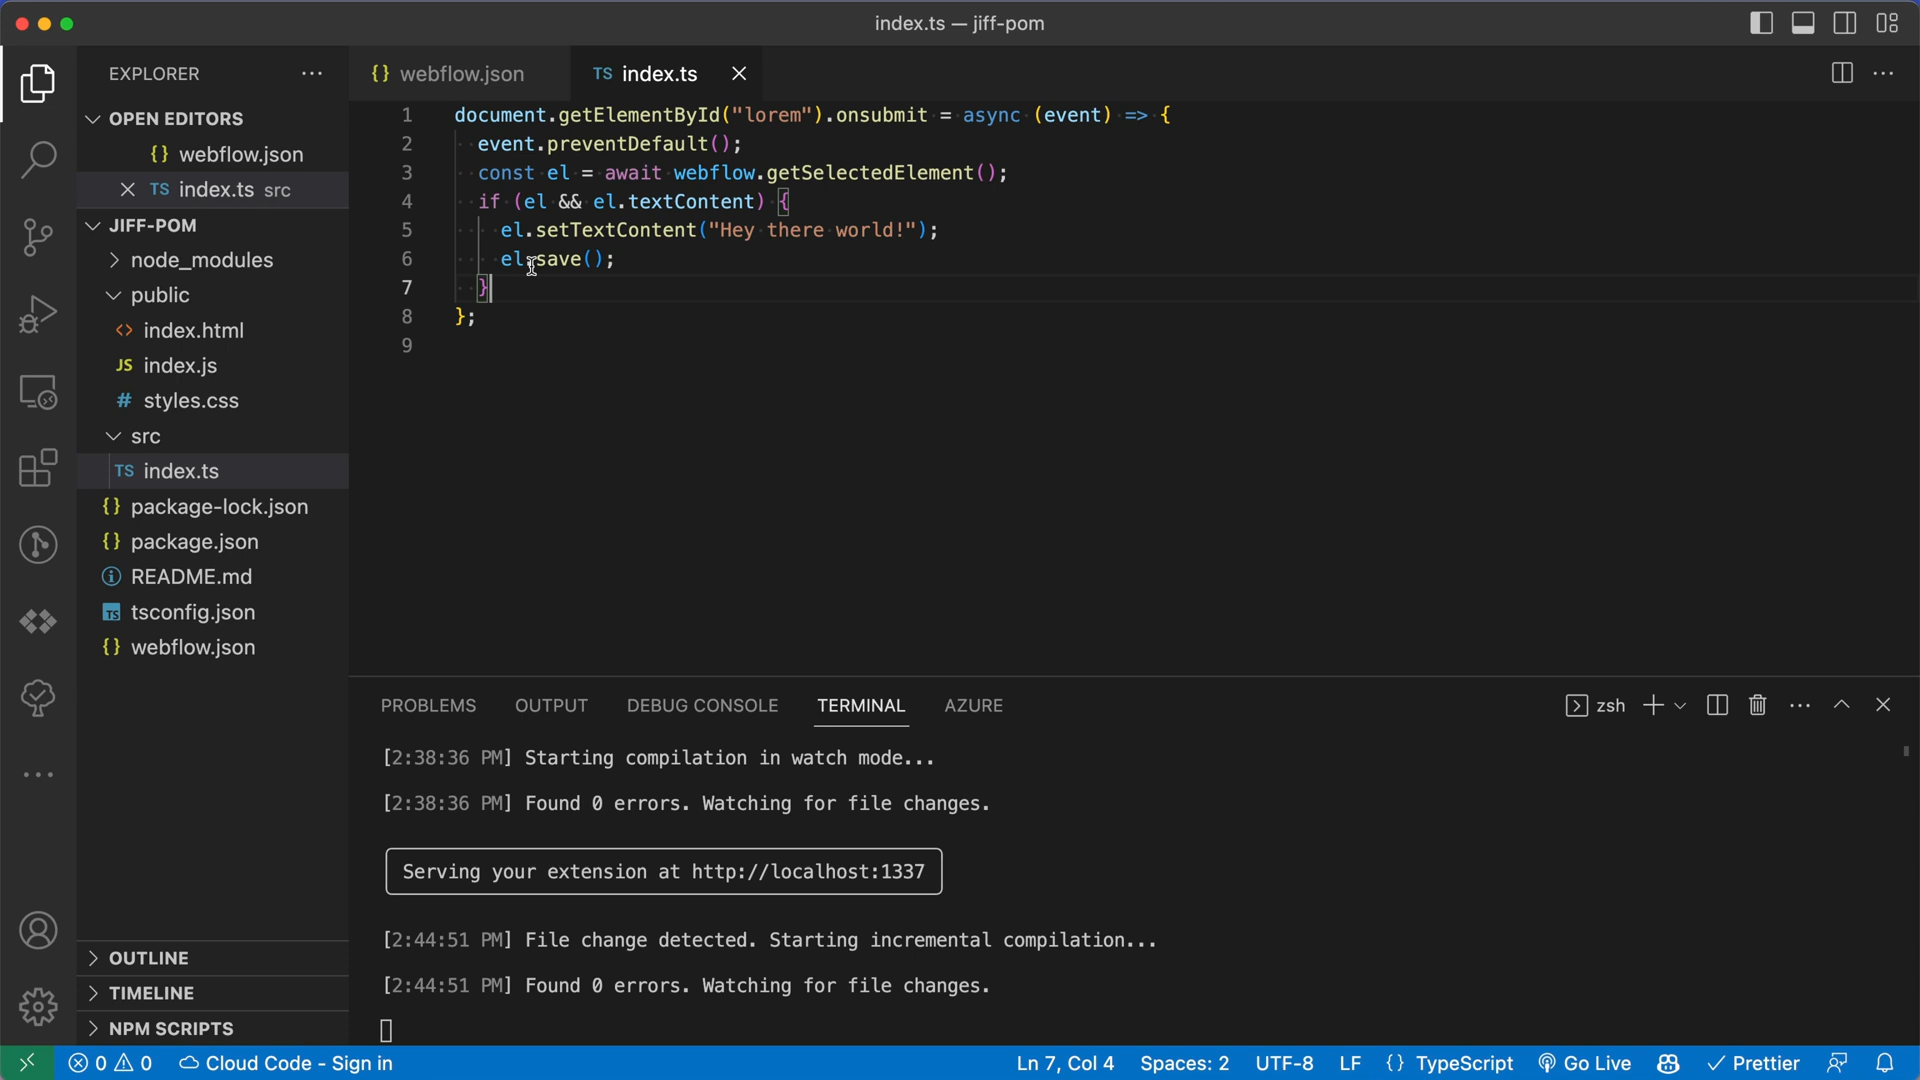 index.ts — jiff-pom
EXPLORER
{} webflow.json
TS index.ts
OPEN EDITORS
{} webflow.json
TS index.ts src
JIFF-POM
node_modules
public
<> index.html
JS index.js
# styles.css
src
TS index.ts
{} package-lock.json
{} package.json
README.md
TS tsconfig.json
{} webflow.json
OUTLINE
TIMELINE
NPM SCRIPTS
1 document.getElementById("lorem").onsubmit = async (event) => {
2 event.preventDefault();
3 const el = await webflow.getSelectedElement();
4 if (el && el.textContent) {
5 el.setTextContent("Hey there world!");
6 el.save();
7 }
8 };
9
PROBLEMS OUTPUT DEBUG CONSOLE TERMINAL AZURE
zsh
[2:38:36 PM] Starting compilation in watch mode...
[2:38:36 PM] Found 0 errors. Watching for file changes.
Serving your extension at http://localhost:1337
[2:44:51 PM] File change detected. Starting incremental compilation...
[2:44:51 PM] Found 0 errors. Watching for file changes.
0 0 Cloud Code - Sign in Ln 7, Col 4 Spaces: 2 UTF-8 LF {} TypeScript Go Live Prettier